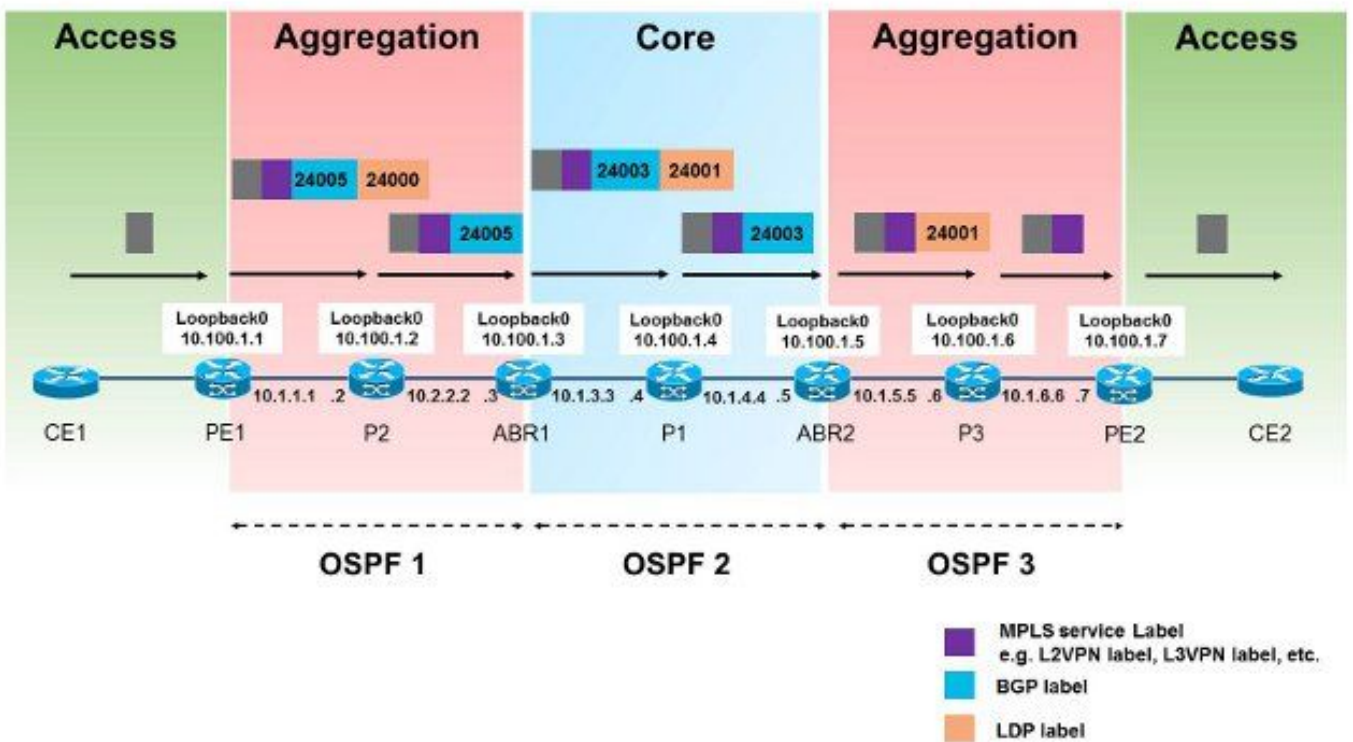 Access Aggregation Core Aggregation Access
24005 24000
24003 24001
24005
24003
24001
Loopback0
10.100.1.1
Loopback0
10.100.1.2
Loopback0
10.100.1.3
Loopback0
10.100.1.4
Loopback0
10.100.1.5
Loopback0
10.100.1.6
Loopback0
10.100.1.7
10.1.1.1 .2 10.2.2.2 .3 10.1.3.3 .4 10.1.4.4 .5 10.1.5.5 .6 10.1.6.6 .7
CE1 PE1 P2 ABR1 P1 ABR2 P3 PE2 CE2
OSPF 1 OSPF 2 OSPF 3
MPLS service Label
e.g. L2VPN label, L3VPN label, etc.
BGP label
LDP label